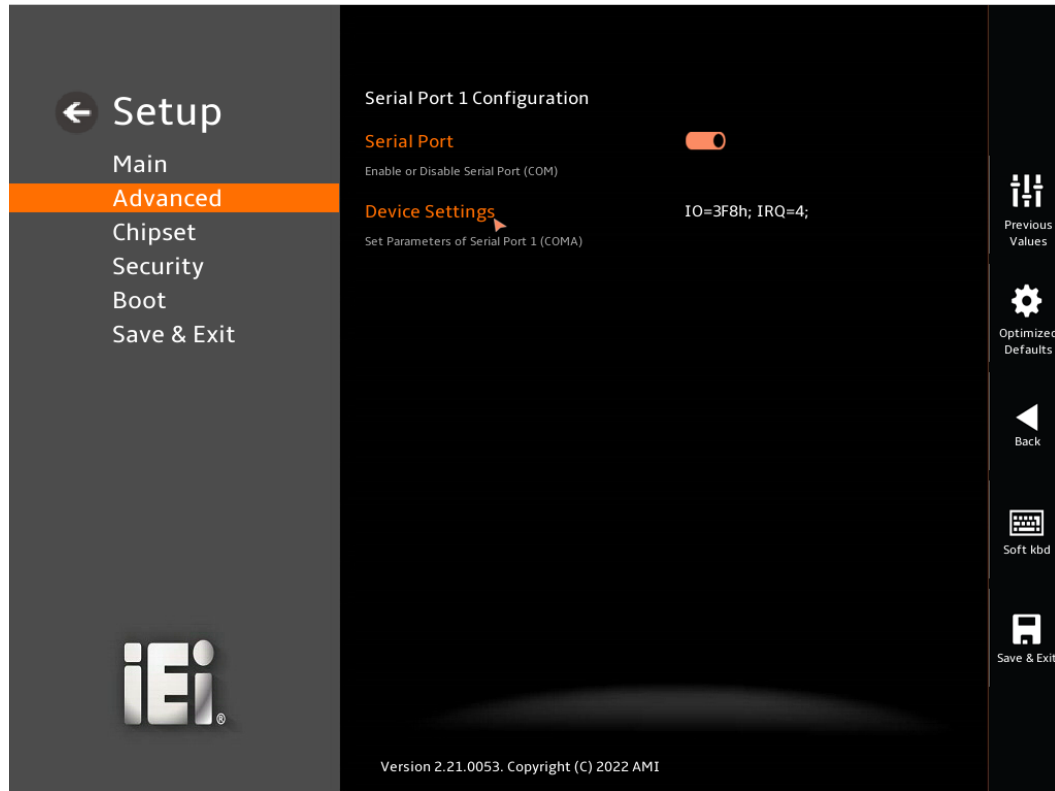 Setup
Main
Advanced
Chipset
Security
Boot
Save & Exit
iEi®
Serial Port 1 Configuration
Serial Port
Enable or Disable Serial Port (COM)
Device Settings IO=3F8h; IRQ=4;
Set Parameters of Serial Port 1 (COMA)
Version 2.21.0053. Copyright (C) 2022 AMI
Previous
Values
Optimized
Defaults
Back
Soft kbd
Save & Exit